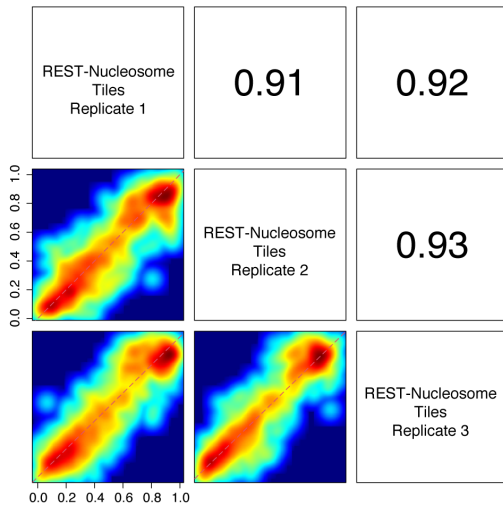 REST-Nucleosome
Tiles
Replicate 1
0.91
0.92
0.0 0.2 0.4 0.6 0.8 1.0
REST-Nucleosome
Tiles
Replicate 2
0.93
REST-Nucleosome
Tiles
Replicate 3
0.0 0.2 0.4 0.6 0.8 1.0